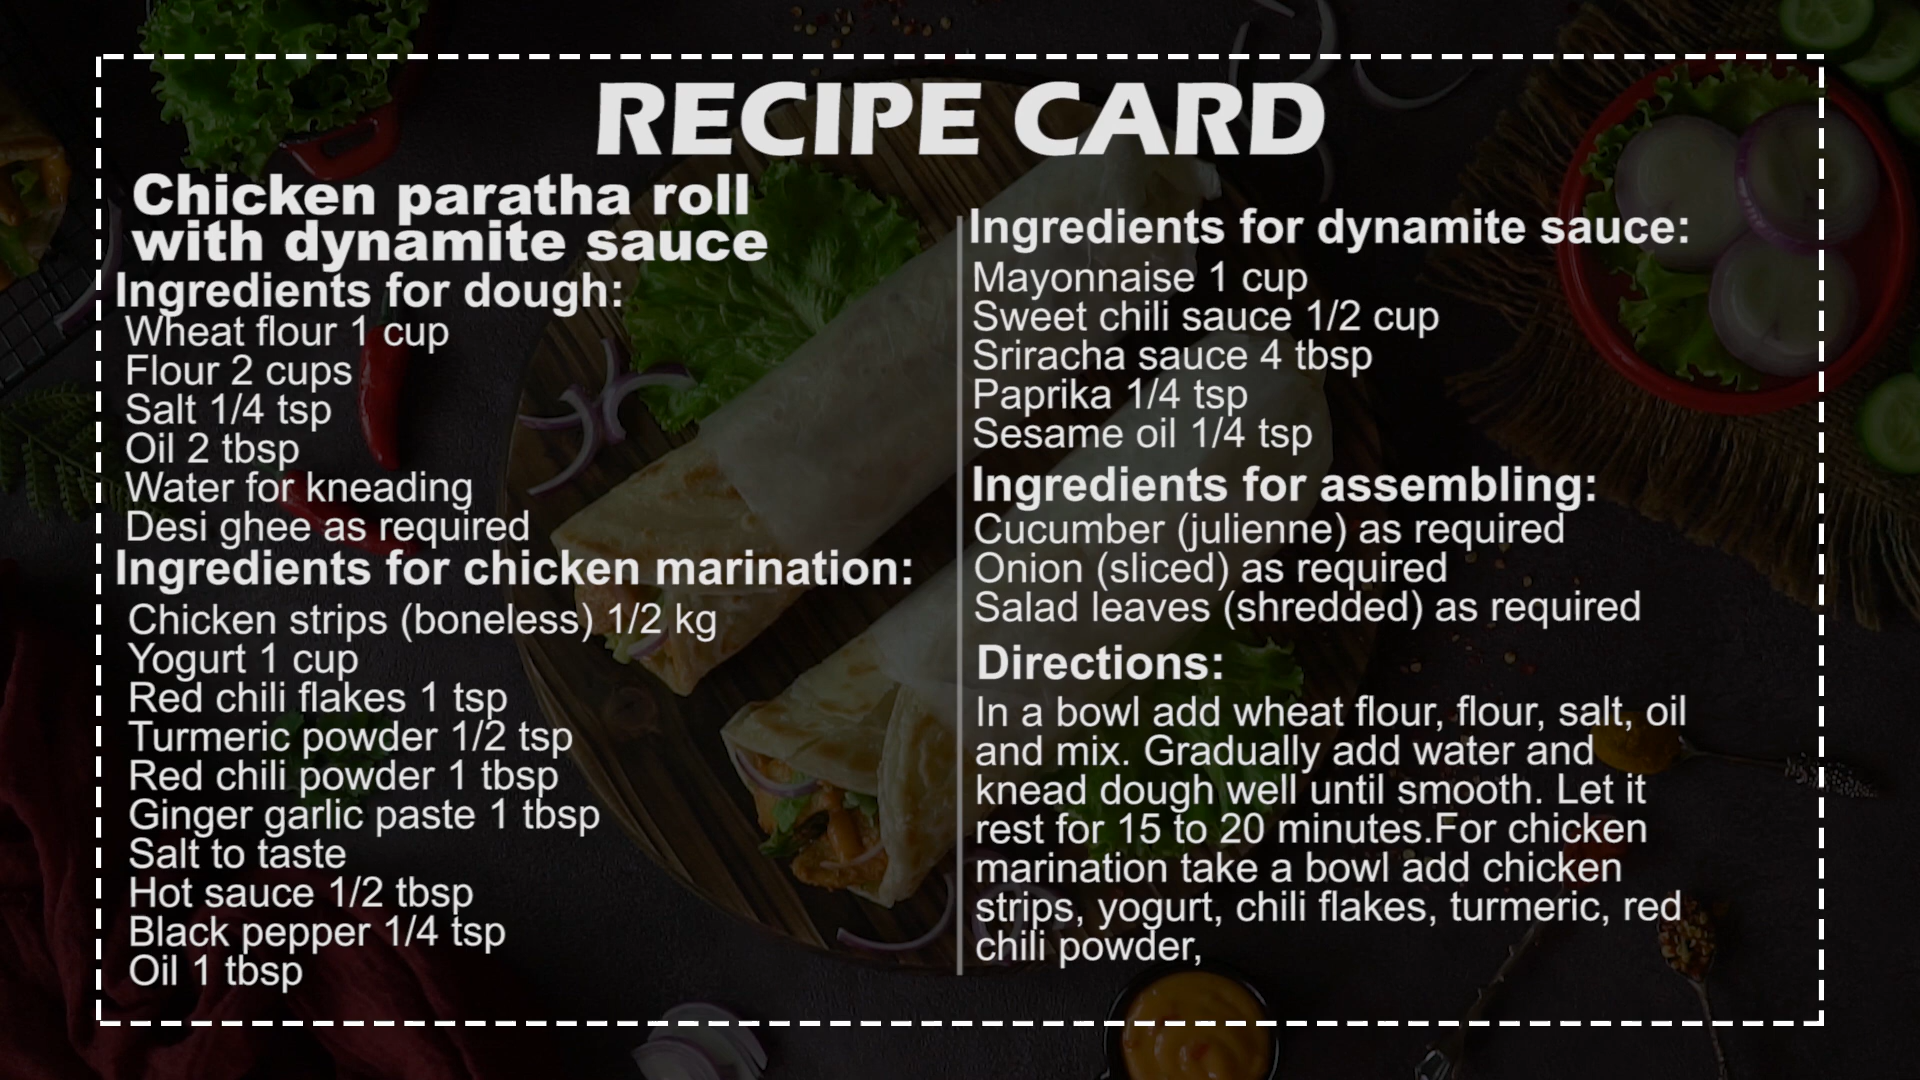 RECIPE CARD
Chicken paratha roll
with dynamite sauce
Ingredients for dough:
Wheat flour 1 cup
Flour 2 cups
Salt 1/4 tsp
Oil 2 tbsp
Water for kneading
Desi ghee as required
Ingredients for chicken marination:
Chicken strips (boneless) 1/2 kg
Yogurt 1 cup
Red chili flakes 1 tsp
Turmeric powder 1/2 tsp
Red chili powder 1 tbsp
Ginger garlic paste 1 tbsp
Salt to taste
Hot sauce 1/2 tbsp
Black pepper 1/4 tsp
Oil 1 tbsp
Ingredients for dynamite sauce:
Mayonnaise 1 cup
Sweet chili sauce 1/2 cup
Sriracha sauce 4 tbsp
Paprika 1/4 tsp
Sesame oil 1/4 tsp
Ingredients for assembling:
Cucumber (julienne) as required
Onion (sliced) as required
Salad leaves (shredded) as required
Directions:
In a bowl add wheat flour, flour, salt, oil
and mix. Gradually add water and
knead dough well until smooth. Let it
rest for 15 to 20 minutes.For chicken
marination take a bowl add chicken
strips, yogurt, chili flakes, turmeric, red
chili powder,